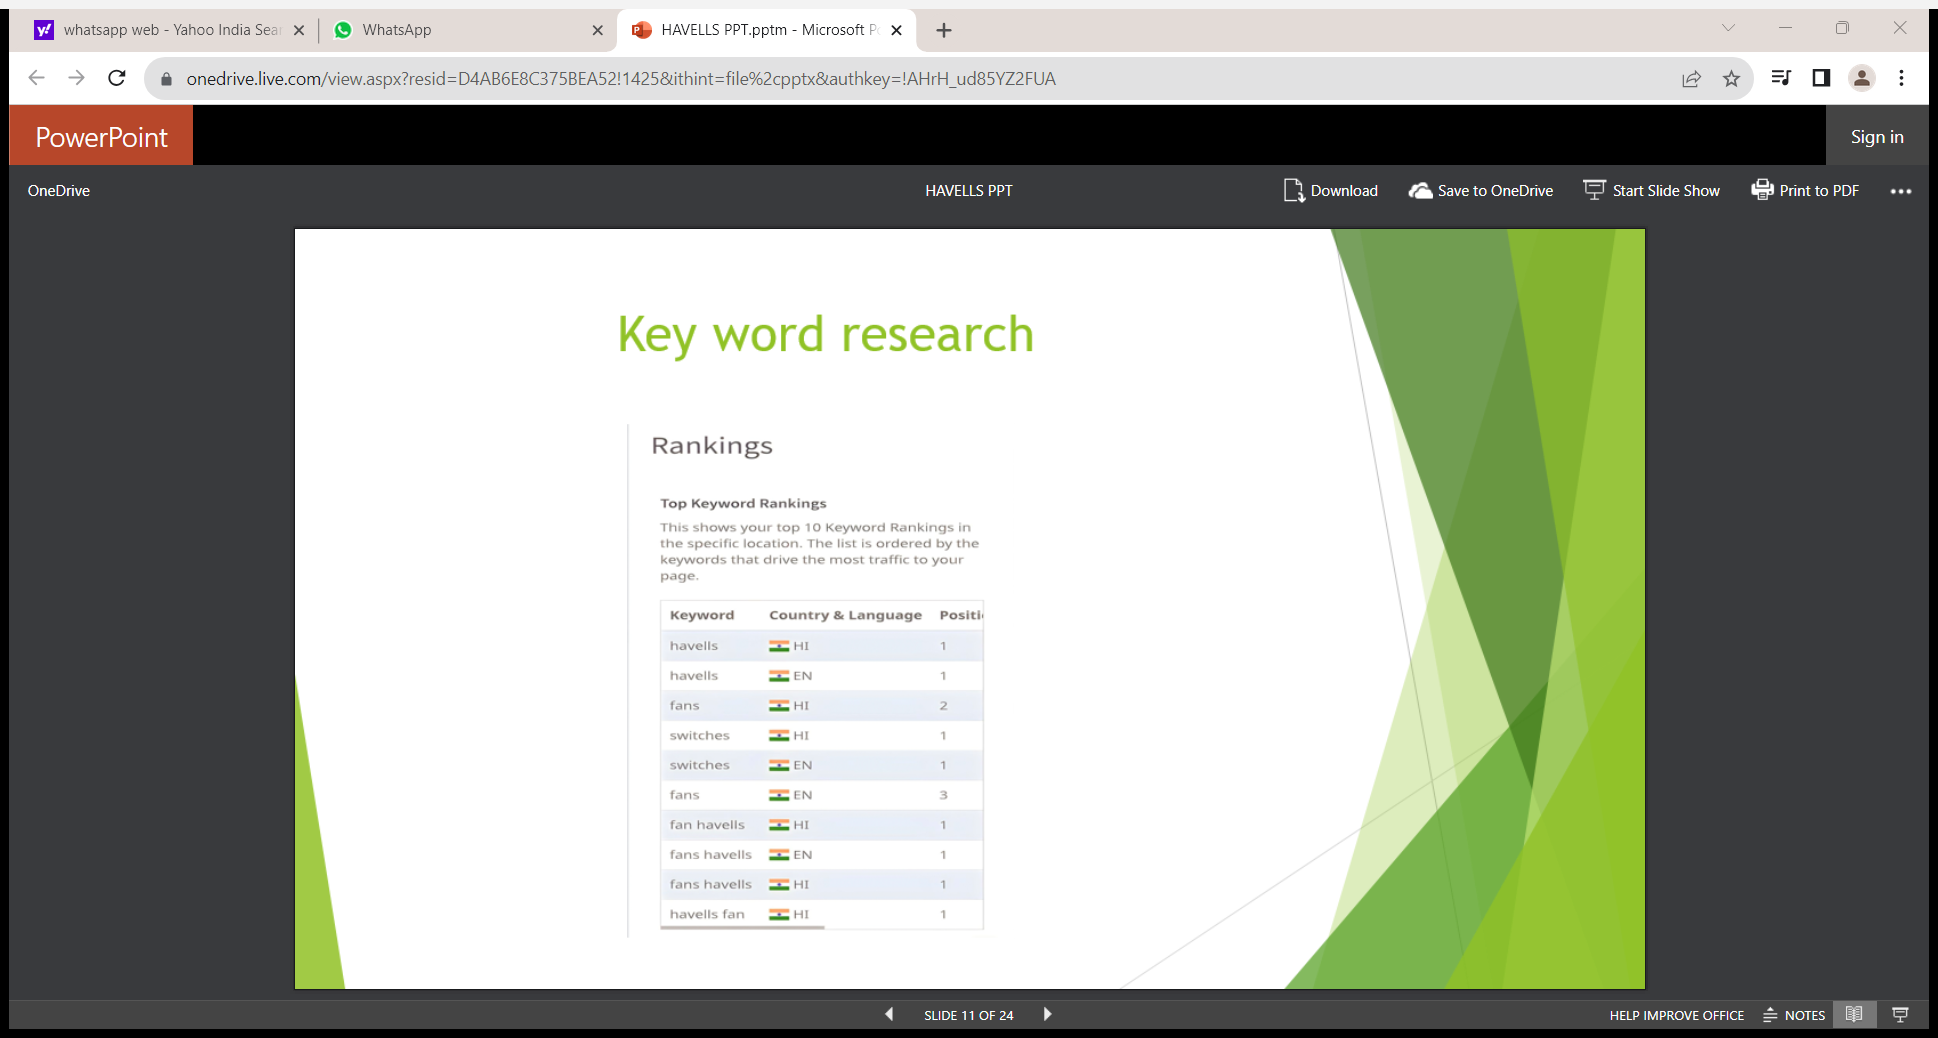 whatsapp web - Yahoo India Sea
WhatsApp
HAVELLS PPT.pptm - Microsoft P
onedrive.live.com/view.aspx?resid=D4AB6E8C375BEA52!1425&ithint=file%2cpptx&authkey=!AHrH_ud85YZ2FUA
PowerPoint
Sign in
OneDrive
HAVELLS PPT
Download
Save to OneDrive
Start Slide Show
Print to PDF
Key word research
Rankings
Top Keyword Rankings
This shows your top 10 Keyword Rankings in
the specific location. The list is ordered by the
keywords that drive the most traffic to your
page.
Keyword Country & Language Positi
havells HI 1
havells EN 1
fans HI 2
switches HI 1
switches EN 1
fans EN 3
fan havells HI 1
fans havells EN 1
fans havells HI 1
havells fan HI 1
SLIDE 11 OF 24
HELP IMPROVE OFFICE
NOTES